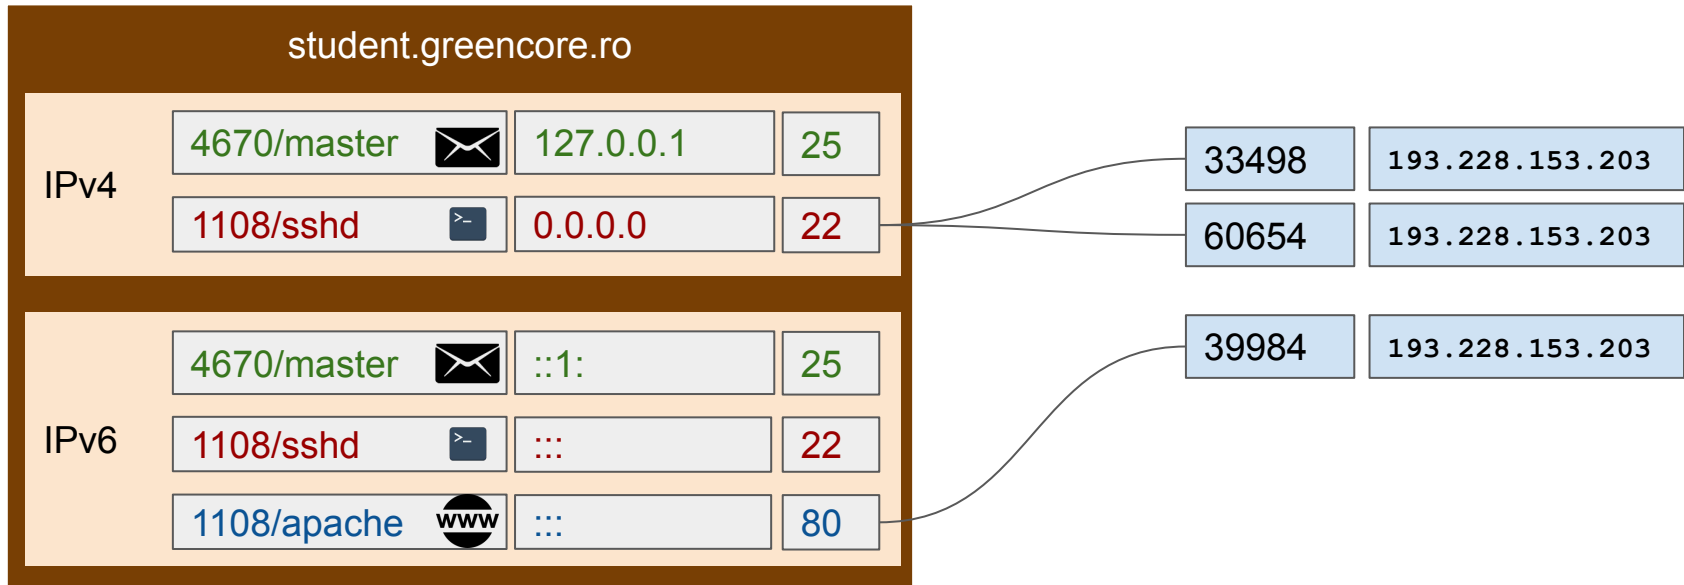 student.greencore.ro
IPv4
4670/master 127.0.0.1 25
1108/sshd >_ 0.0.0.0 22
33498 193.228.153.203
60654 193.228.153.203
IPv6
4670/master ::1: 25
1108/sshd >_ ::: 22
1108/apache www ::: 80
39984 193.228.153.203